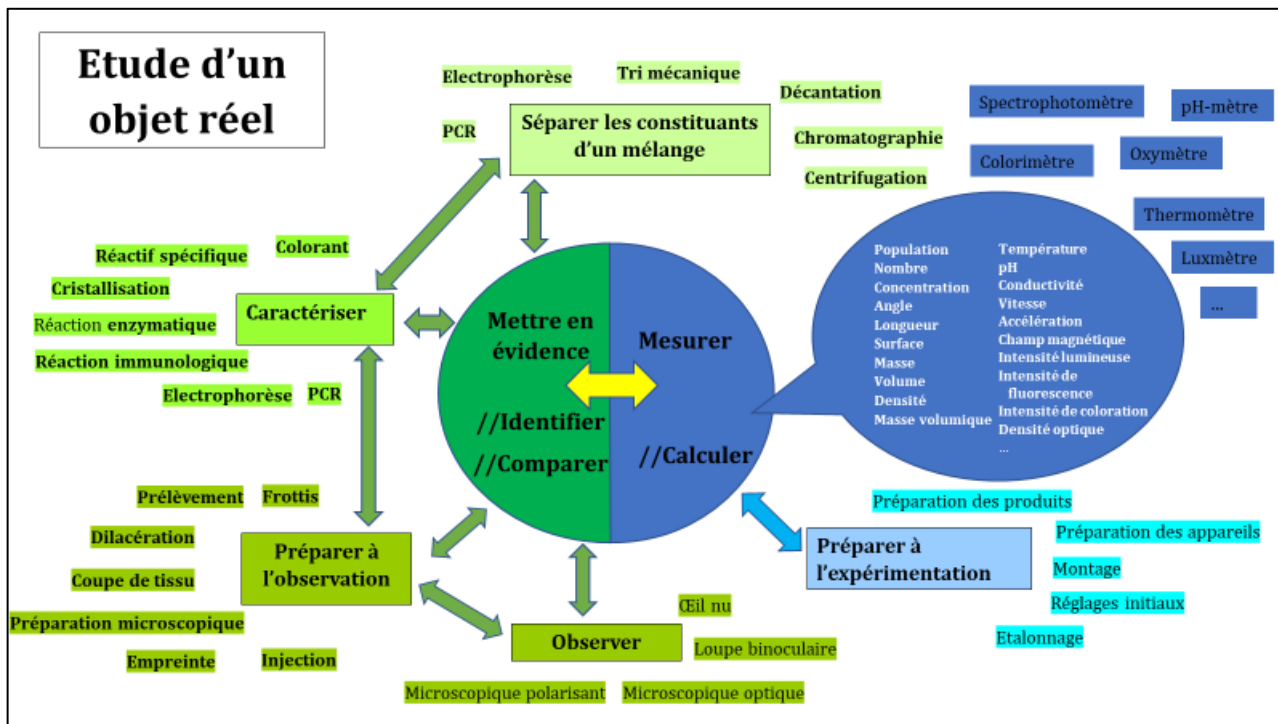 Etude d'un
objet réel
Electrophorèse
Tri mécanique
Décantation
PCR
Séparer les constituants
d'un mélange
Chromatographie
Centrifugation
Spectrophotomètre
pH-mètre
Colorimètre
Oxymètre
Thermomètre
Luxmètre
...
Réactif spécifique
Colorant
Cristallisation
Réaction enzymatique
Caractériser
Réaction immunologique
Electrophorèse
PCR
Mettre en
évidence
//Identifier
//Comparer
Mesurer
//Calculer
Population
Nombre
Concentration
Angle
Longueur
Surface
Masse
Volume
Densité
Masse volumique
Température
pH
Conductivité
Vitesse
Accélération
Champ magnétique
Intensité lumineuse
Intensité de
fluorescence
Intensité de coloration
Densité optique
...
Prélèvement
Frottis
Dilacération
Coupe de tissu
Préparer à
l'observation
Préparation microscopique
Empreinte
Injection
Observer
Œil nu
Loupe binoculaire
Microscopique polarisant
Microscopique optique
Préparer à
l'expérimentation
Préparation des produits
Préparation des appareils
Montage
Réglages initiaux
Etalonnage